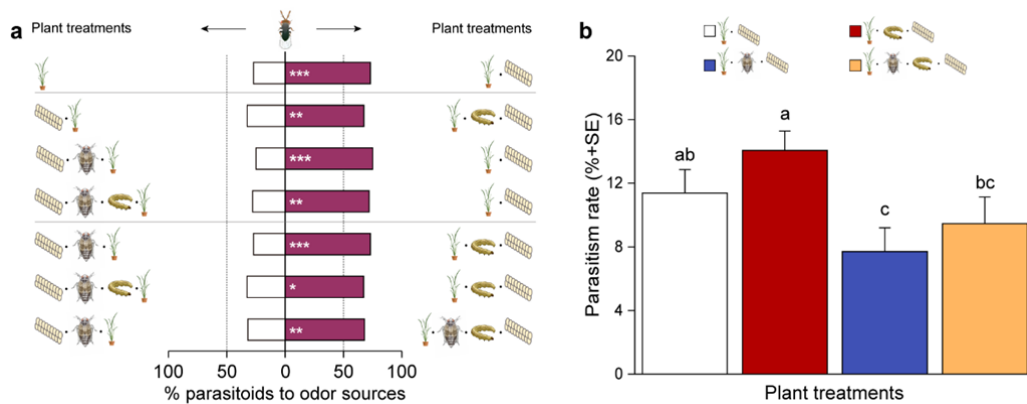 a
Plant treatments
Plant treatments
***
**
***
**
***
*
**
100 50 0 50 100
% parasitoids to odor sources
b
20
16
12
8
4
0
Parasitism rate (%+SE)
ab
a
c
bc
Plant treatments